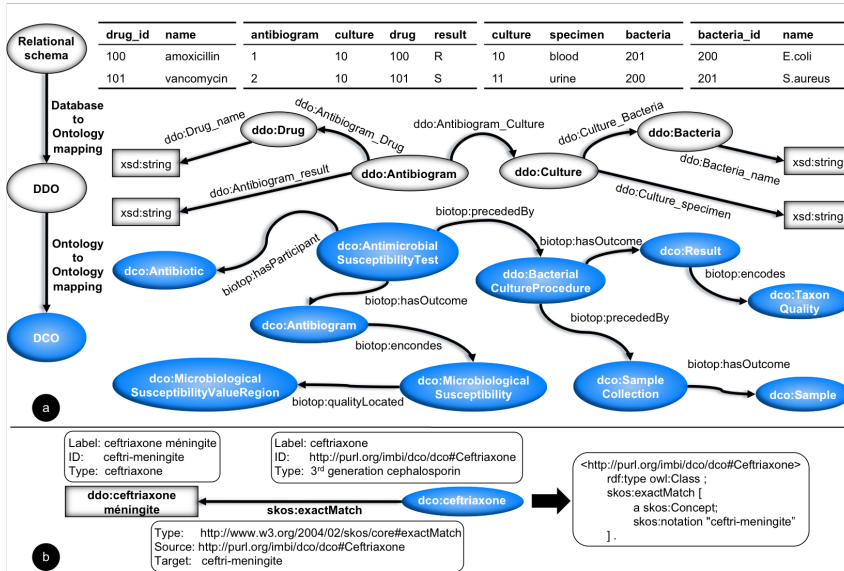 Relational
schema
drug_id name
100 amoxicillin
101 vancomycin
antibiogram culture drug result
1 10 100 R
2 10 101 S
culture specimen bacteria
10 blood 201
11 urine 200
bacteria_id name
200 E.coli
201 S.aureus
Database
to
Ontology
mapping
DDO
xsd:string
ddo:Drug_name
ddo:Drug
ddo:Antibiogram_Drug
xsd:string
ddo:Antibiogram_result
ddo:Antibiogram
ddo:Antibiogram_Culture
ddo:Culture
ddo:Culture_Bacteria
ddo:Bacteria
ddo:Bacteria_name
xsd:string
ddo:Culture_specimen
xsd:string
Ontology
to
Ontology
mapping
DCO
dco:Antibiotic
biotop:hasParticipant
dco:Antimicrobial
SusceptibilityTest
biotop:precededBy
biotop:hasOutcome
dco:Result
biotop:encodes
dco:Taxon
Quality
ddo:Bacterial
CultureProcedure
biotop:hasOutcome
dco:Antibiogram
biotop:precededBy
biotop:encondes
dco:Microbiological
SusceptibilityValueRegion
biotop:qualityLocated
dco:Microbiological
Susceptibility
dco:Sample
Collection
biotop:hasOutcome
dco:Sample
a
Label: ceftriaxone méningite
ID: ceftri-meningite
Type: ceftriaxone
Label: ceftriaxone
ID: http://purl.org/imbi/dco/dco#Ceftriaxone
Type: 3rd generation cephalosporin
ddo:ceftriaxone
méningite
skos:exactMatch
dco:ceftriaxone
Type: http://www.w3.org/2004/02/skos/core#exactMatch
Source: http://purl.org/imbi/dco/dco#Ceftriaxone
Target: ceftri-meningite
<http://purl.org/imbi/dco/dco#Ceftriaxone>
rdf:type owl:Class ;
skos:exactMatch [
a skos:Concept;
skos:notation "ceftri-meningite"
] .
b